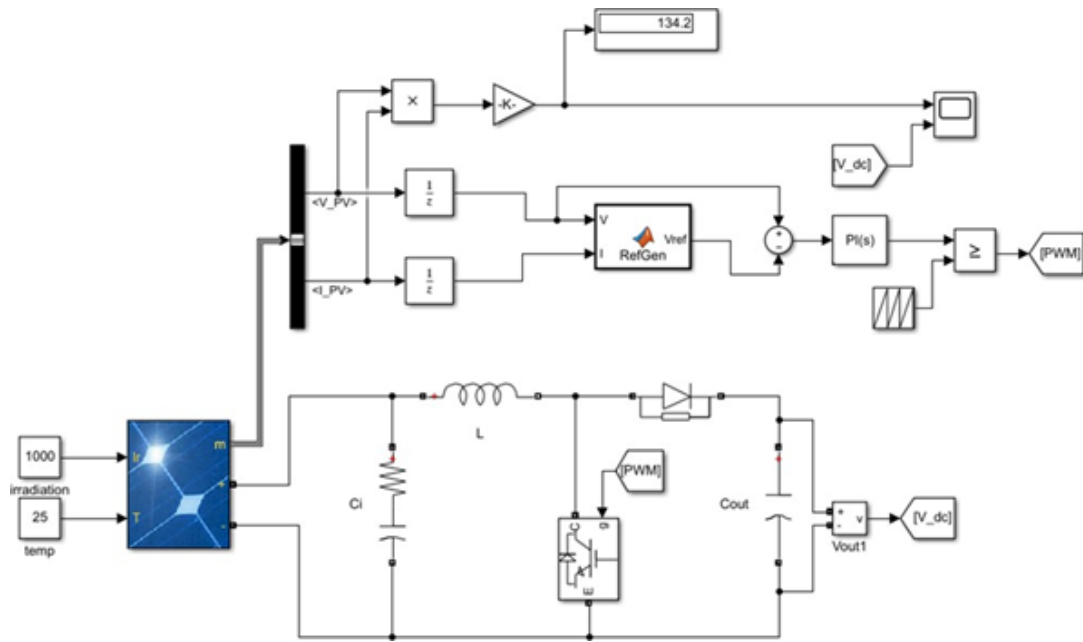 134.2
×
-K-
[V_dc]
<V_PV>
1
z
V
I
Vref
RefGen
+
−
PI(s)
≥
[PWM]
<I_PV>
1
z
1000
irradiation
25
temp
Ir
T
m
+
-
+
L
+
Ci
[PWM]
g
C
E
+
Cout
+
-
v
Vout1
[V_dc]